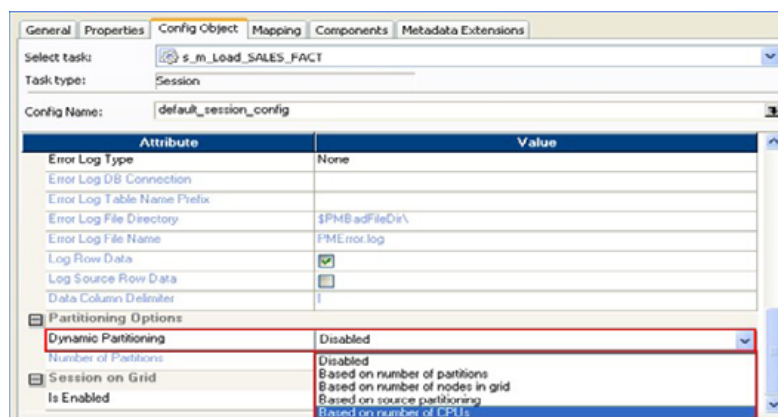 General Properties Config Object Mapping Components Metadata Extensions
Select task: s_m_Load_SALES_FACT
Task type: Session
Config Name: default_session_config
Attribute Value
Error Log Type None
Error Log DB Connection
Error Log Table Name Prefix
Error Log File Directory $PMBadFileDir\
Error Log File Name PMError.log
Log Row Data
Log Source Row Data
Data Column Delimiter |
Partitioning Options
Dynamic Partitioning Disabled
Number of Partitions Disabled
Based on number of partitions
Session on Grid Based on number of nodes in grid
Is Enabled Based on source partitioning
Based on number of CPUs